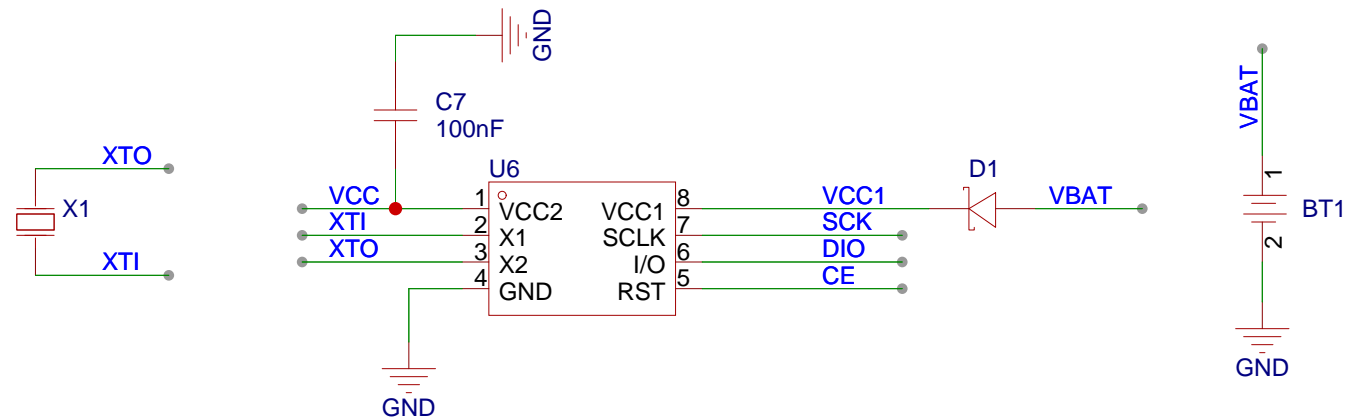 GND
C7
100nF
XTO
X1
XTI
VCC
XTI
XTO
GND
U6
1
2
3
4
VCC2
X1
X2
GND
VCC1
SCLK
I/O
RST
8
7
6
5
VCC1
SCK
DIO
CE
D1
VBAT
VBAT
1
BT1
2
GND